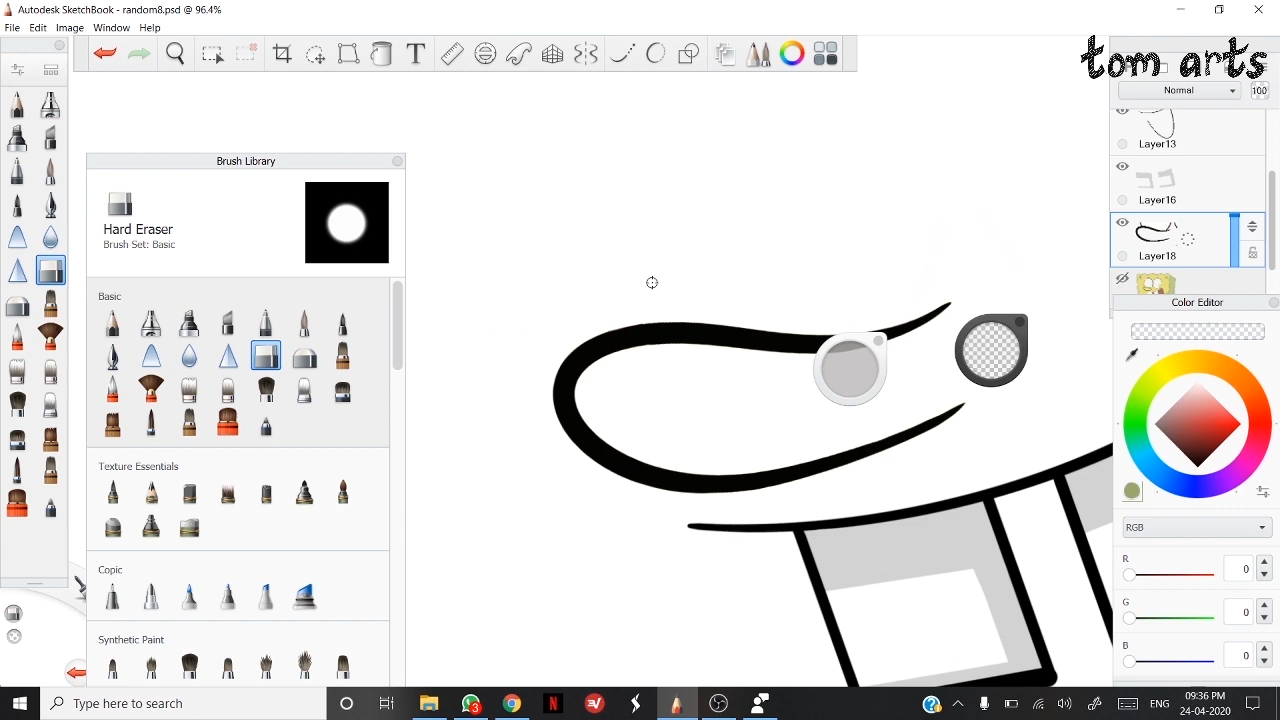 Autodesk SketchBook - random8.psd @ 96.4%
File Edit Image Window Help
tom arts
Normal 100
Brush Library
Hard Eraser
Brush Set: Basic
Basic
Texture Essentials
Copic
Synthetic Paint
Layer13
Layer16
Layer18
Color Editor
RGB
R 0
G 0
B 0
Type here to search
3
ENG
09:36 PM
24-04-2020